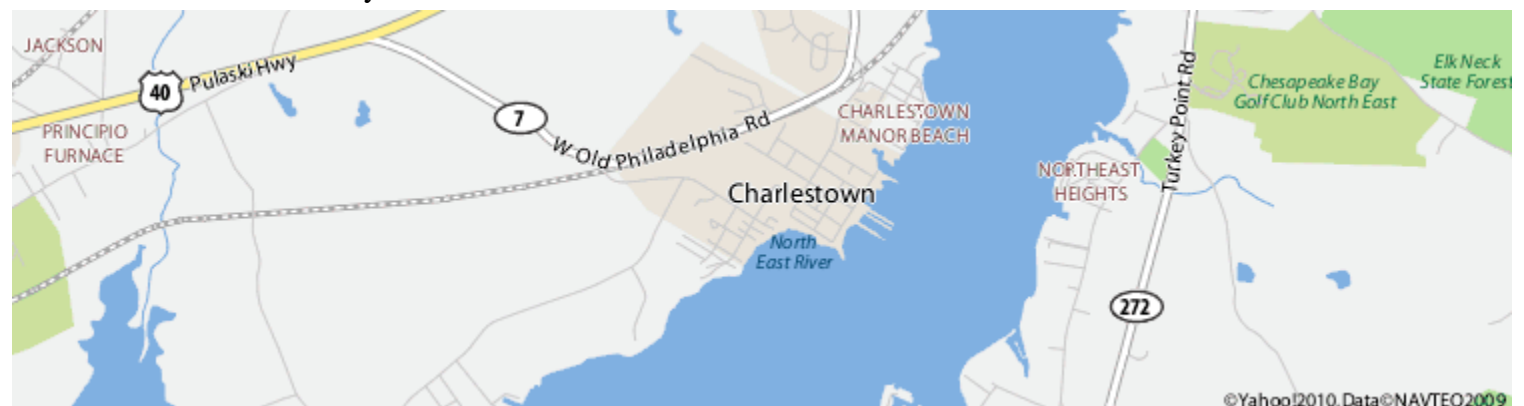 JACKSON
40
Pulaski Hwy
PRINCIPIO
FURNACE
7
W Old Philadelphia Rd
CHARLESTOWN
MANOR BEACH
Charlestown
North
East River
NORTHEAST
HEIGHTS
Turkey Point Rd
Chesapeake Bay
Golf Club North East
Elk Neck
State Forest
272
©Yahoo!2010, Data©NAVTEQ2009